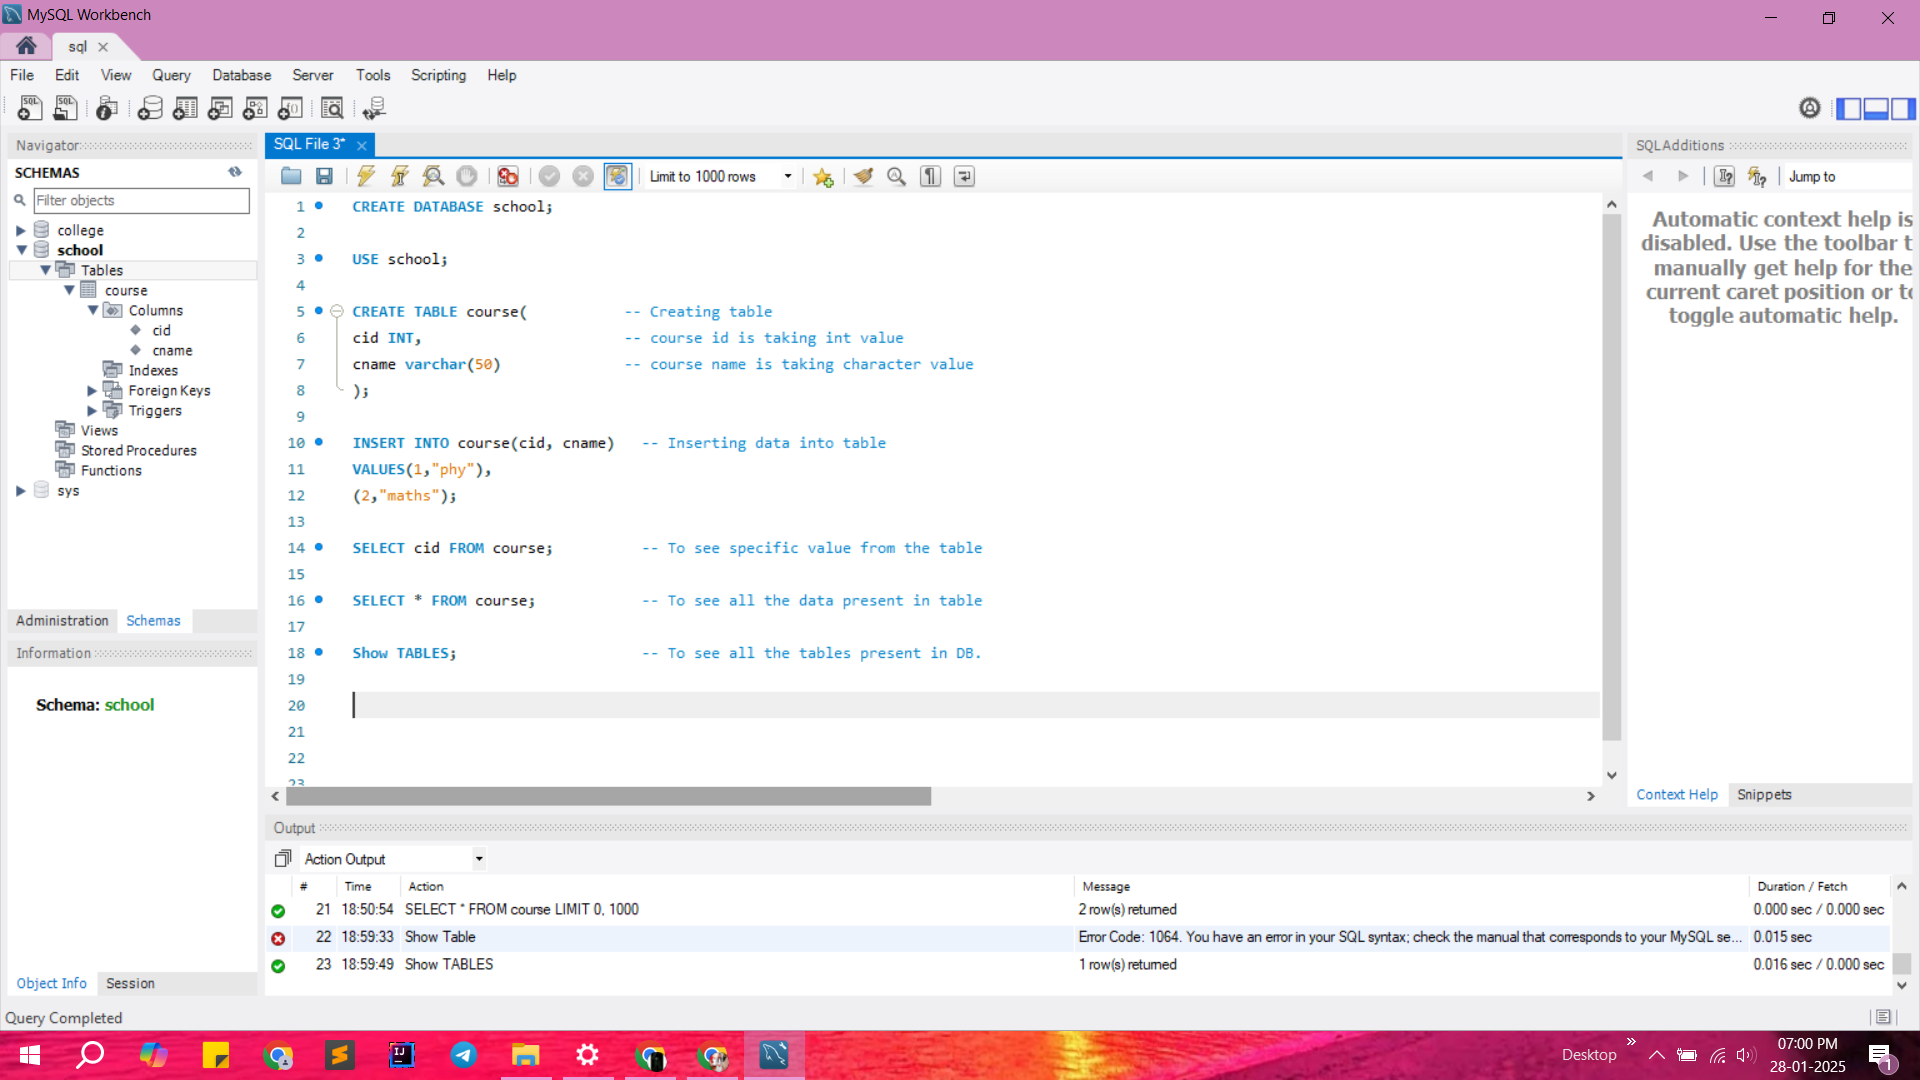 MySQL Workbench
sql
File Edit View Query Database Server Tools Scripting Help
Navigator
SCHEMAS
Filter objects
college
school
Tables
course
Columns
cid
cname
Indexes
Foreign Keys
Triggers
Views
Stored Procedures
Functions
sys
Administration Schemas
Information
Schema: school
Object Info Session
SQL File 3*
Limit to 1000 rows
1 CREATE DATABASE school;
2
3 USE school;
4
5 CREATE TABLE course( -- Creating table
6 cid INT, -- course id is taking int value
7 cname varchar(50) -- course name is taking character value
8 );
9
10 INSERT INTO course(cid, cname) -- Inserting data into table
11 VALUES(1,"phy"),
12 (2,"maths");
13
14 SELECT cid FROM course; -- To see specific value from the table
15
16 SELECT * FROM course; -- To see all the data present in table
17
18 Show TABLES; -- To see all the tables present in DB.
19
20
21
22
23
SQLAdditions
Jump to
Automatic context help is
disabled. Use the toolbar t
manually get help for the
current caret position or to
toggle automatic help.
Context Help Snippets
Output
Action Output
# Time Action Message Duration / Fetch
21 18:50:54 SELECT * FROM course LIMIT 0, 1000 2 row(s) returned 0.000 sec / 0.000 sec
22 18:59:33 Show Table Error Code: 1064. You have an error in your SQL syntax; check the manual that corresponds to your MySQL se... 0.015 sec
23 18:59:49 Show TABLES 1 row(s) returned 0.016 sec / 0.000 sec
Query Completed
Desktop
07:00 PM
28-01-2025
1